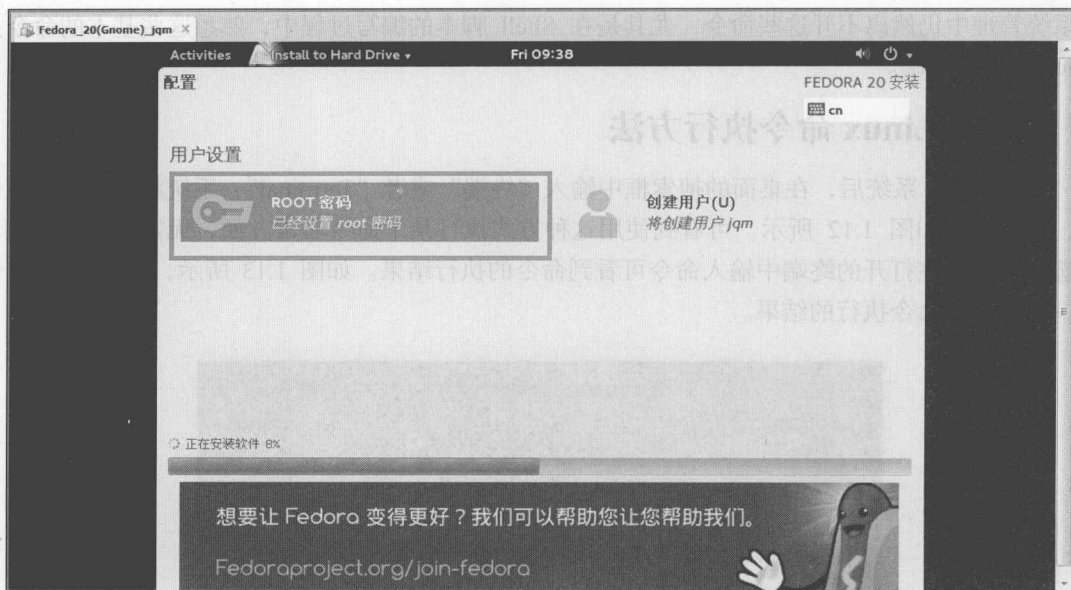 Fedora_20(Gnome)_jqm ×
Activities
Install to Hard Drive
Fri 09:38
配置
FEDORA 20 安装
cn
用户设置
ROOT 密码
已经设置 root 密码
创建用户(U)
将创建用户 jqm
正在安装软件 8%
想要让 Fedora 变得更好?我们可以帮助您让您帮助我们。
Fedoraproject.org/join-fedora